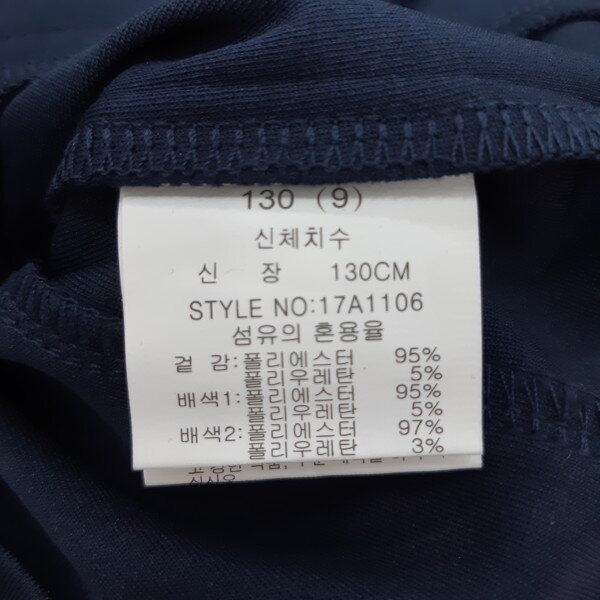 130 (9)
신체치수
신 장 130CM
STYLE NO:17A1106
섬유의 혼용율
겉 감:폴리에스터 95%
폴리우레탄 5%
배색1:폴리에스터 95%
폴리우레탄 5%
배색2:폴리에스터 97%
폴리우레탄 3%
십시오